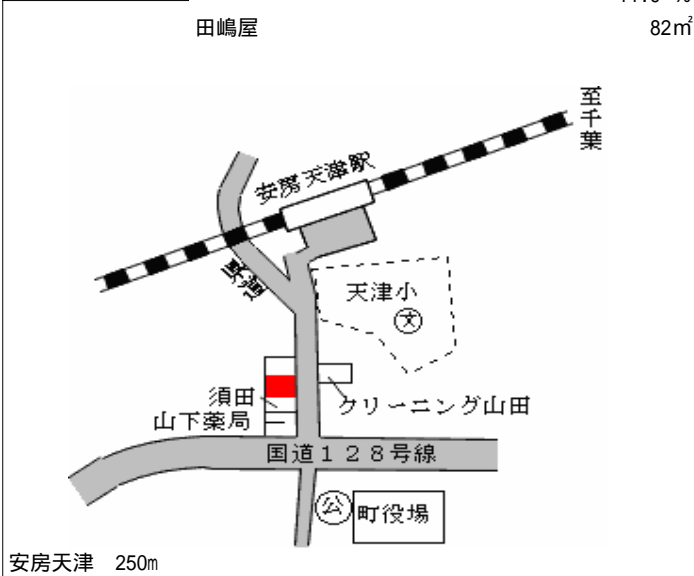 田嶋屋 82㎡
至千葉
安房天津駅
県道
天津小
文
須田
クリーニング山田
山下薬局
国道128号線
公
町役場
安房天津 250m